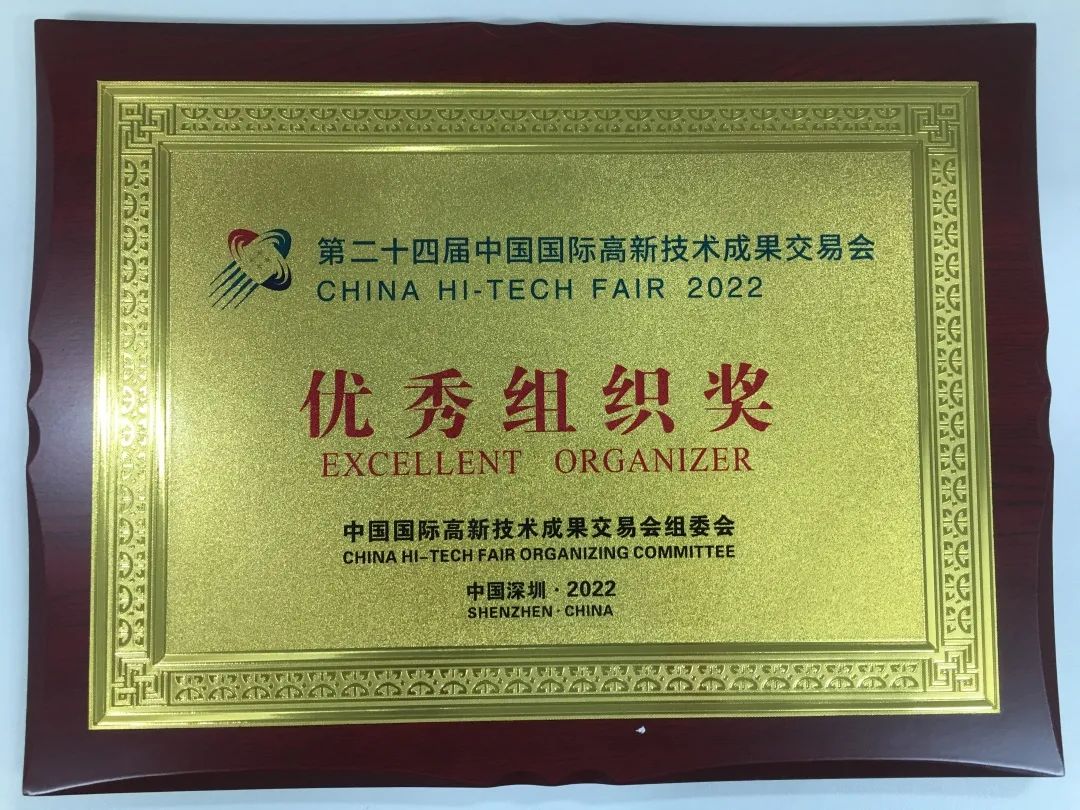 第二十四届中国国际高新技术成果交易会
CHINA HI-TECH FAIR 2022
优秀组织奖
EXCELLENT ORGANIZER
中国国际高新技术成果交易会组委会
CHINA HI-TECH FAIR ORGANIZING COMMITTEE
中国深圳·2022
SHENZHEN·CHINA